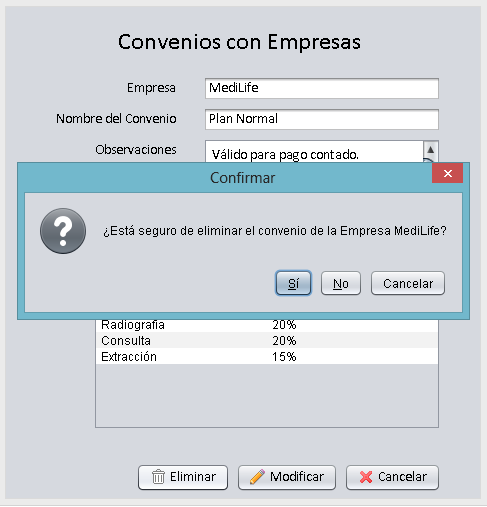 Convenios con Empresas
Empresa MediLife
Nombre del Convenio Plan Normal
Observaciones Válido para pago contado.
Confirmar
¿Está seguro de eliminar el convenio de la Empresa MediLife?
Sí No Cancelar
Radiografía 20%
Consulta 20%
Extracción 15%
Eliminar Modificar Cancelar